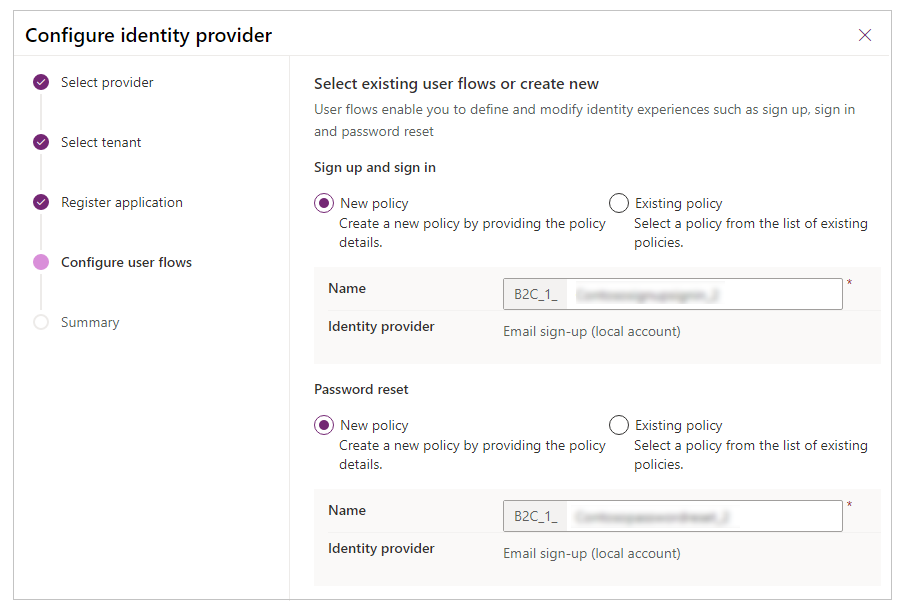 Configure identity provider
Select provider
Select tenant
Register application
Configure user flows
Summary
Select existing user flows or create new
User flows enable you to define and modify identity experiences such as sign up, sign in
and password reset
Sign up and sign in
New policy
Create a new policy by providing the policy
details.
Existing policy
Select a policy from the list of existing
policies.
Name
B2C_1_
*
Identity provider
Email sign-up (local account)
Password reset
New policy
Create a new policy by providing the policy
details.
Existing policy
Select a policy from the list of existing
policies.
Name
B2C_1_
*
Identity provider
Email sign-up (local account)